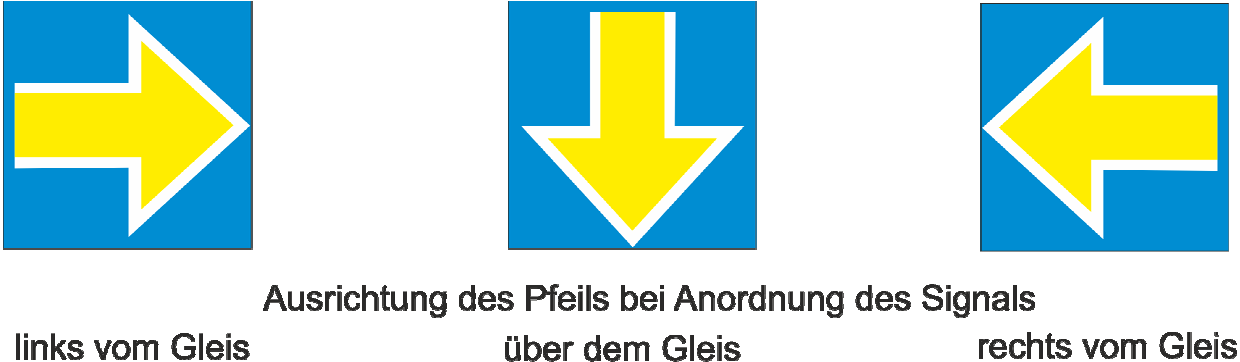 Ausrichtung des Pfeils bei Anordnung des Signals
links vom Gleis
über dem Gleis
rechts vom Gleis